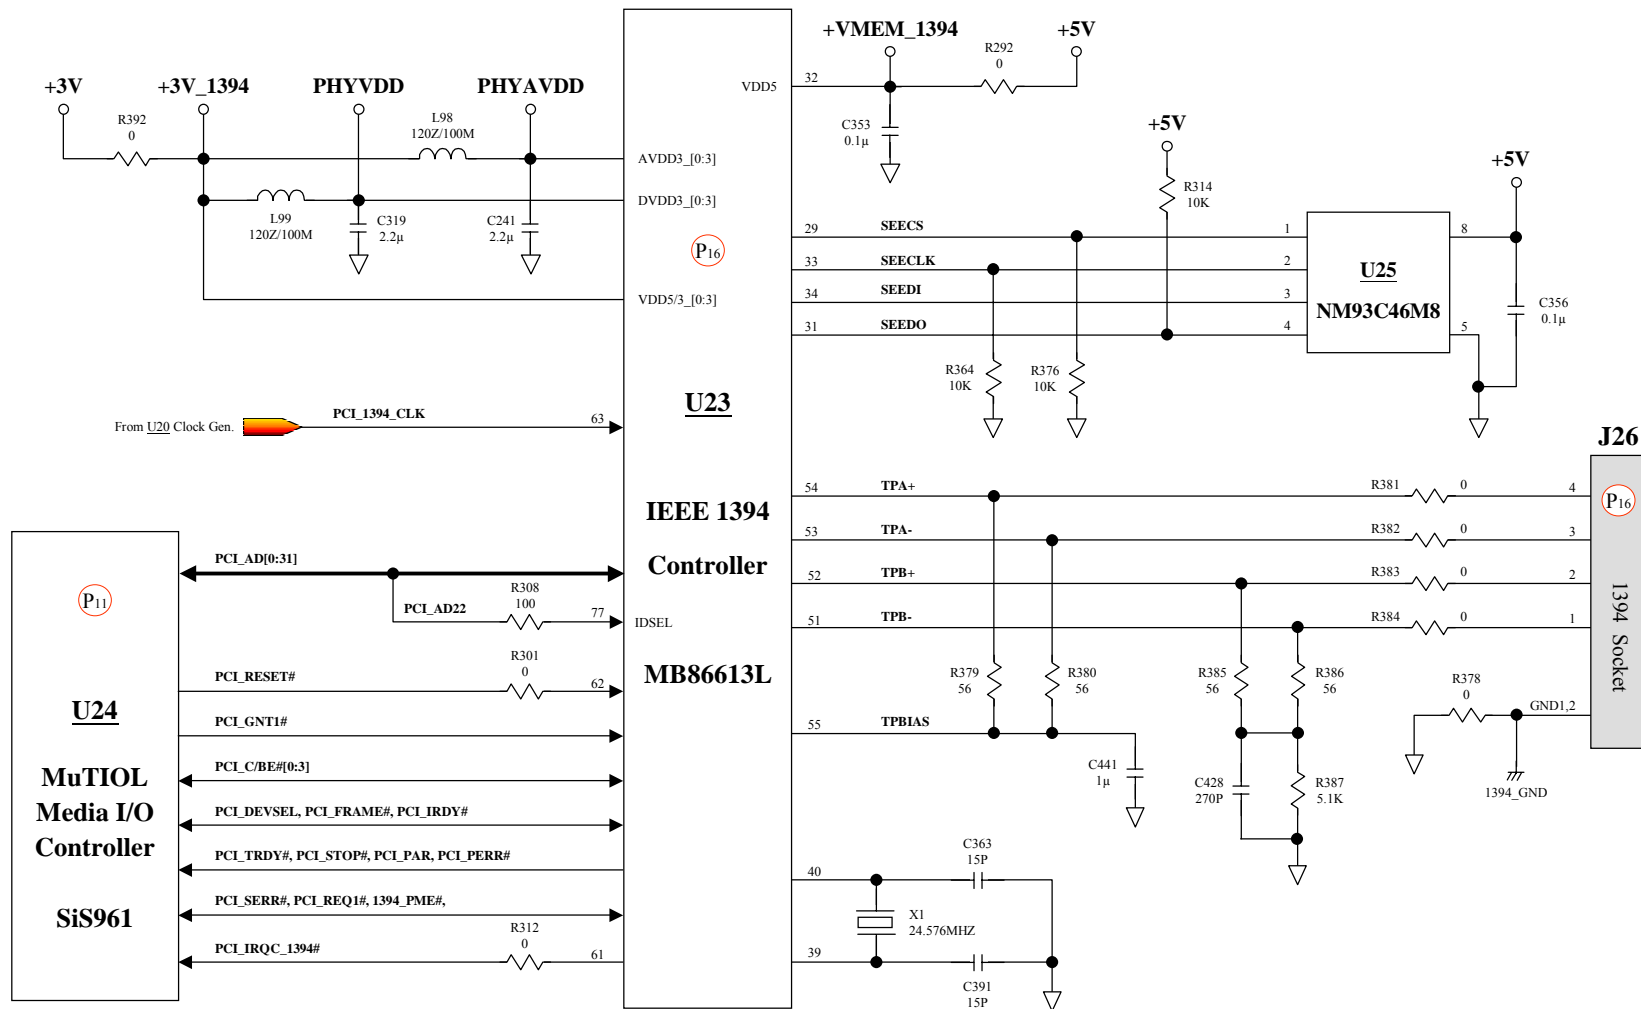 +3V
+3V_1394
PHYVDD
PHYAVDD
R392
0
L98
120Z/100M
L99
120Z/100M
C319
2.2µ
C241
2.2µ
AVDD3_[0:3]
DVDD3_[0:3]
VDD5/3_[0:3]
VDD5
32
+VMEM_1394
+5V
R292
0
C353
0.1µ
P16
U23
IEEE 1394
Controller
MB86613L
29
SEECS
1
33
SEECLK
2
34
SEEDI
3
31
SEEDO
4
+5V
R314
10K
R364
10K
R376
10K
U25
NM93C46M8
8
5
+5V
C356
0.1µ
From U20 Clock Gen.
PCI_1394_CLK
63
54
TPA+
R381
0
4
53
TPA-
R382
0
3
52
TPB+
R383
0
2
51
TPB-
R384
0
1
J26
P16
1394 Socket
R379
56
R380
56
R385
56
R386
56
55
TPBIAS
C441
1µ
C428
270P
R387
5.1K
R378
0
GND1,2
1394_GND
40
39
C363
15P
X1
24.576MHZ
C391
15P
P11
U24
MuTIOL
Media I/O
Controller
SiS961
PCI_AD[0:31]
PCI_AD22
R308
100
77
IDSEL
PCI_RESET#
R301
0
62
PCI_GNT1#
PCI_C/BE#[0:3]
PCI_DEVSEL, PCI_FRAME#, PCI_IRDY#
PCI_TRDY#, PCI_STOP#, PCI_PAR, PCI_PERR#
PCI_SERR#, PCI_REQ1#, 1394_PME#,
PCI_IRQC_1394#
R312
0
61